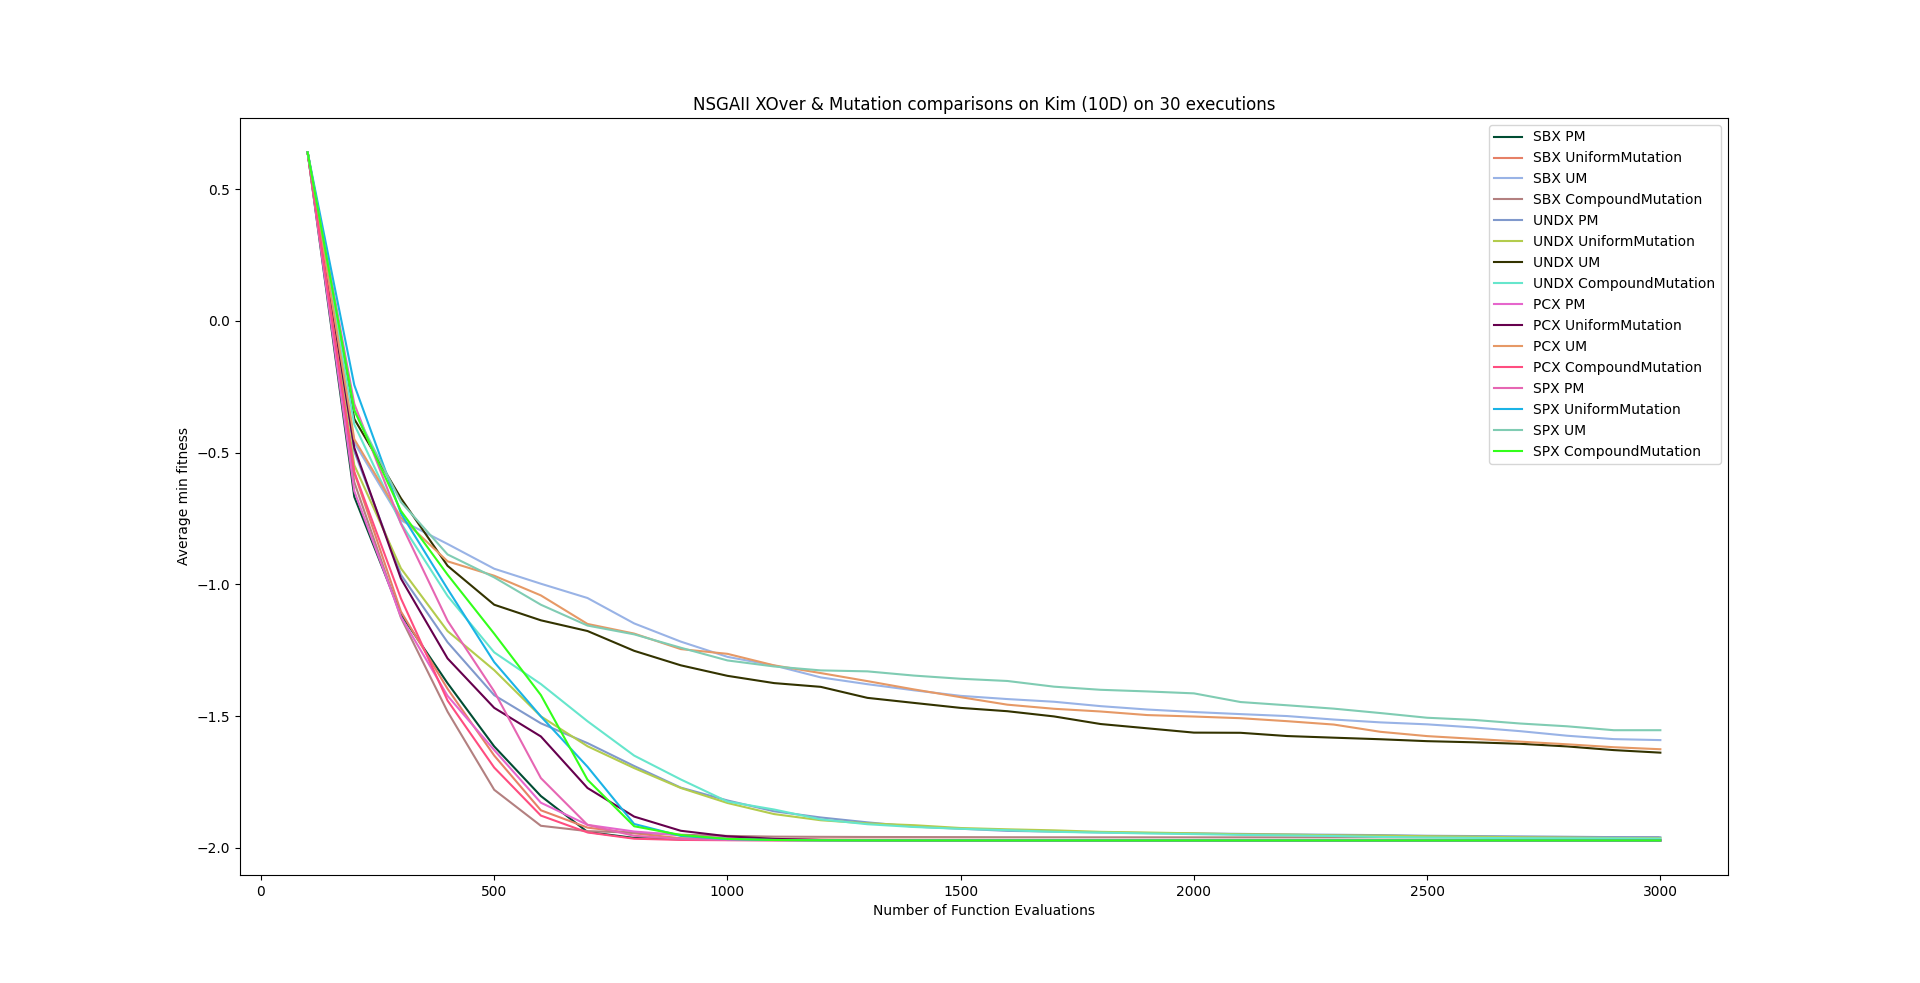 NSGAII XOver & Mutation comparisons on Kim (10D) on 30 executions
SBX PM
SBX UniformMutation
SBX UM
SBX CompoundMutation
UNDX PM
UNDX UniformMutation
UNDX UM
UNDX CompoundMutation
PCX PM
PCX UniformMutation
PCX UM
PCX CompoundMutation
SPX PM
SPX UniformMutation
SPX UM
SPX CompoundMutation
Average min fitness
0.5
0.0
−0.5
−1.0
−1.5
−2.0
0 500 1000 1500 2000 2500 3000
Number of Function Evaluations